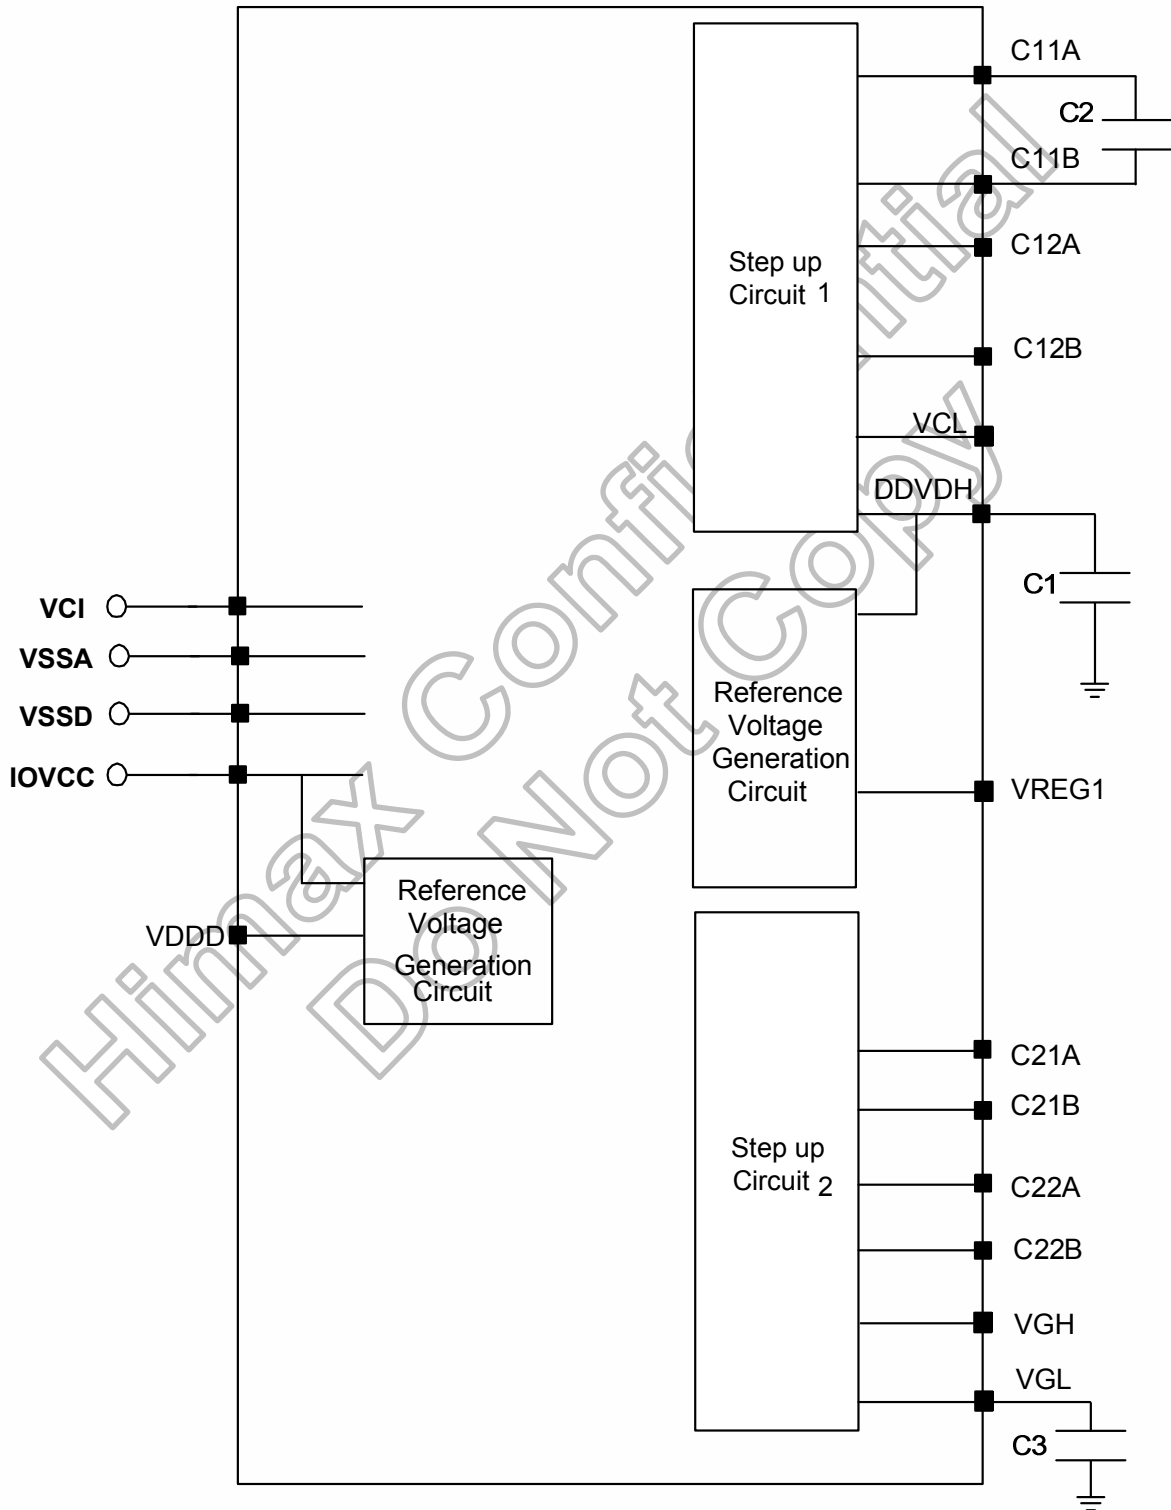 C11A
C2
C11B
Step up
Circuit 1
C12A
C12B
VCL
DDVDH
C1
VCI
VSSA
VSSD
IOVCC
Reference
Voltage
Generation
Circuit
VREG1
VDDD
Reference
Voltage
Generation
Circuit
Step up
Circuit 2
C21A
C21B
C22A
C22B
VGH
VGL
C3
Himax Confidential
Do Not Copy